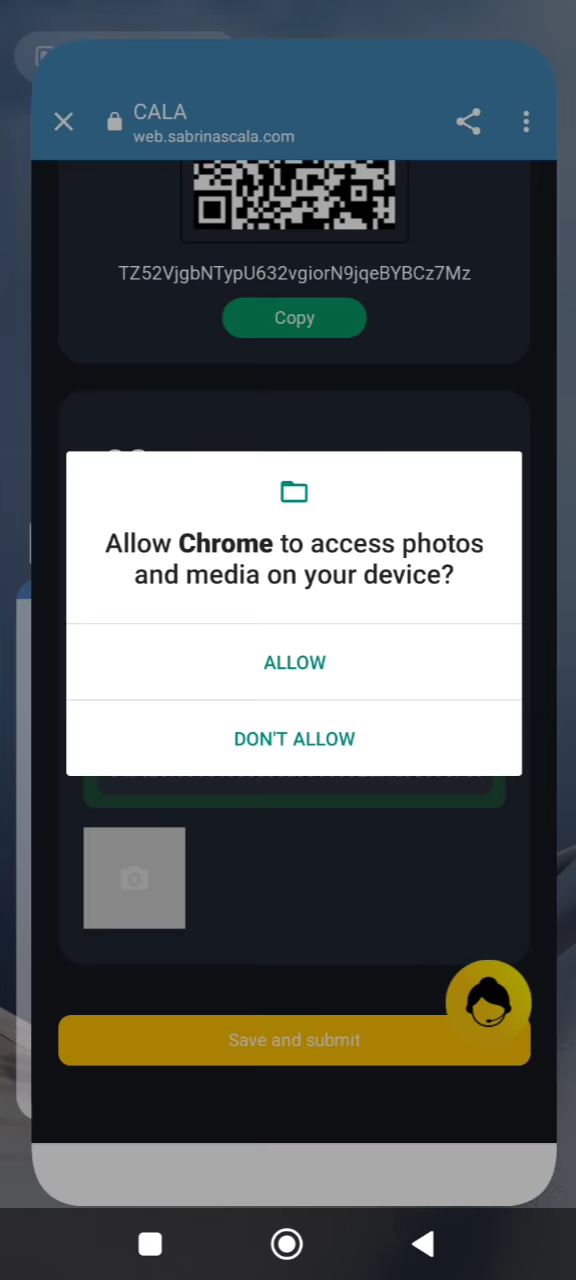 CALA
web.sabrinascala.com
TZ52VjgbNTypU632vgiorN9jqeBYBCz7Mz
Copy
Allow Chrome to access photos
and media on your device?
ALLOW
DON'T ALLOW
Save and submit